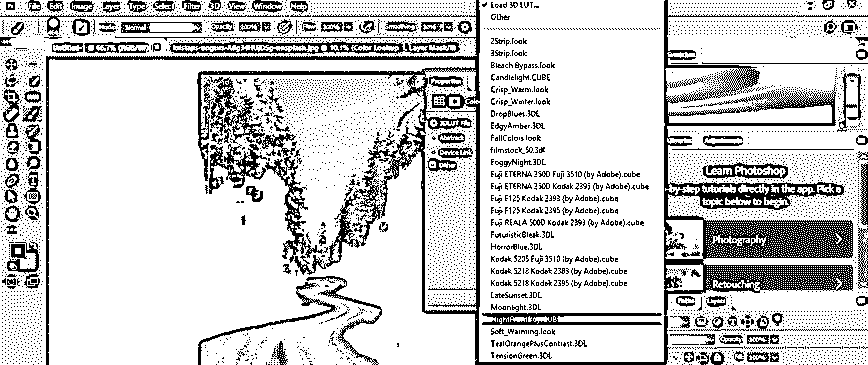 File Edit Image Layer Type Select Filter 3D View Window Help
Load 3D LUT...
Other
2Strip.look
3Strip.look
Bleach Bypass.look
Candlelight.CUBE
Crisp_Warm.look
Crisp_Winter.look
DropBlues.3DL
EdgyAmber.3DL
FallColors.look
filmstock_50.3dl
FoggyNight.3DL
Fuji ETERNA 250D Fuji 3510 (by Adobe).cube
Fuji ETERNA 250D Kodak 2395 (by Adobe).cube
Fuji F125 Kodak 2393 (by Adobe).cube
Fuji F125 Kodak 2395 (by Adobe).cube
Fuji REALA 500D Kodak 2393 (by Adobe).cube
FuturisticBleak.3DL
HorrorBlue.3DL
Kodak 5205 Fuji 3510 (by Adobe).cube
Kodak 5218 Kodak 2383 (by Adobe).cube
Kodak 5218 Kodak 2395 (by Adobe).cube
LateSunset.3DL
Moonlight.3DL
Soft_Warming.look
TealOrangePlusContrast.3DL
TensionGreen.3DL
Learn Photoshop
-by-step tutorials directly in the app. Pick a
topic below to begin.
Photography
Retouching